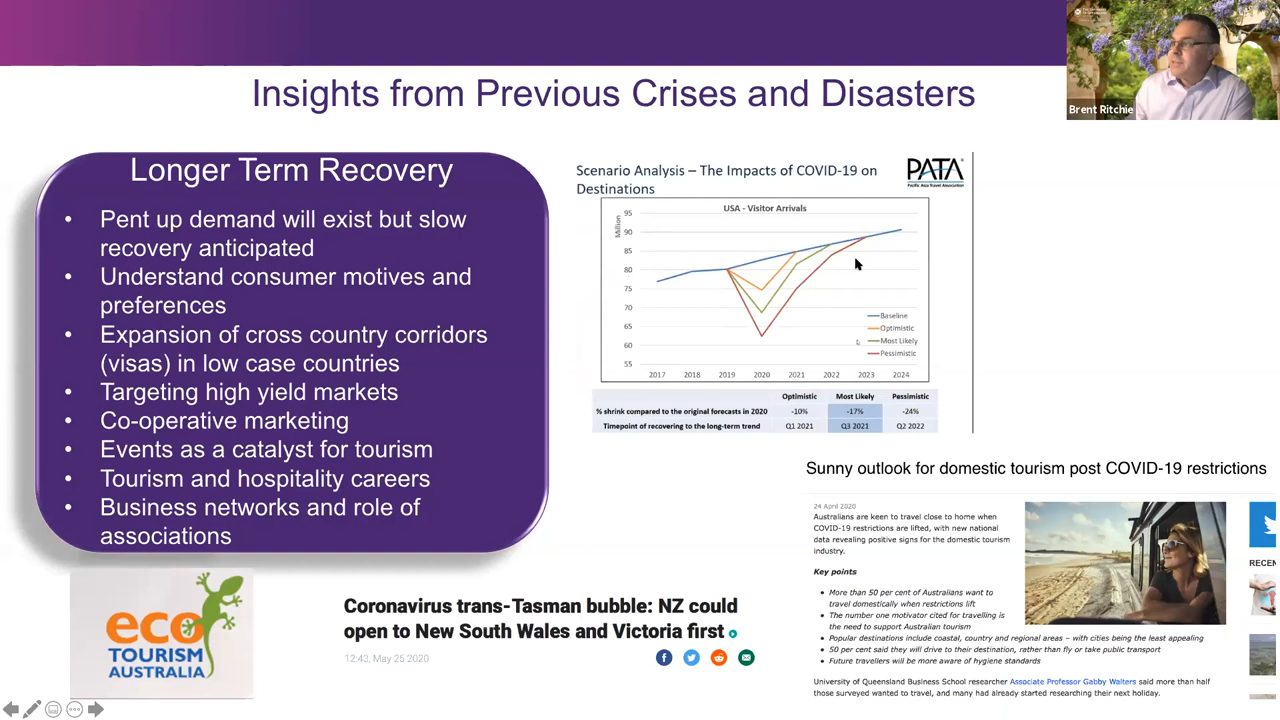 Insights from Previous Crises and Disasters
Brent Ritchie
Longer Term Recovery
• Pent up demand will exist but slow
recovery anticipated
• Understand consumer motives and
preferences
• Expansion of cross country corridors
(visas) in low case countries
• Targeting high yield markets
• Co-operative marketing
• Events as a catalyst for tourism
• Tourism and hospitality careers
• Business networks and role of
associations
Scenario Analysis – The Impacts of COVID-19 on
Destinations
PATA
Pacific Asia Travel Association
USA - Visitor Arrivals
Million
95
90
85
80
75
70
65
60
55
2017 2018 2019 2020 2021 2022 2023 2024
Baseline
Optimistic
Most Likely
Pessimistic
Optimistic Most Likely Pessimistic
% shrink compared to the original forecasts in 2020 -10% -17% -24%
Timepoint of recovering to the long-term trend Q1 2021 Q3 2021 Q2 2022
Sunny outlook for domestic tourism post COVID-19 restrictions
24 April 2020
Australians are keen to travel close to home when
COVID-19 restrictions are lifted, with new national
data revealing positive signs for the domestic tourism
industry.
Key points
• More than 50 per cent of Australians want to
travel domestically when restrictions lift
• The number one motivator cited for travelling is
the need to support Australian tourism
• Popular destinations include coastal, country and regional areas – with cities being the least appealing
• 50 per cent said they will drive to their destination, rather than fly or take public transport
• Future travellers will be more aware of hygiene standards
University of Queensland Business School researcher Associate Professor Gabby Walters said more than half
those surveyed wanted to travel, and many had already started researching their next holiday.
RECEN
eco
TOURISM
AUSTRALIA
Coronavirus trans-Tasman bubble: NZ could
open to New South Wales and Victoria first
12:43, May 25 2020